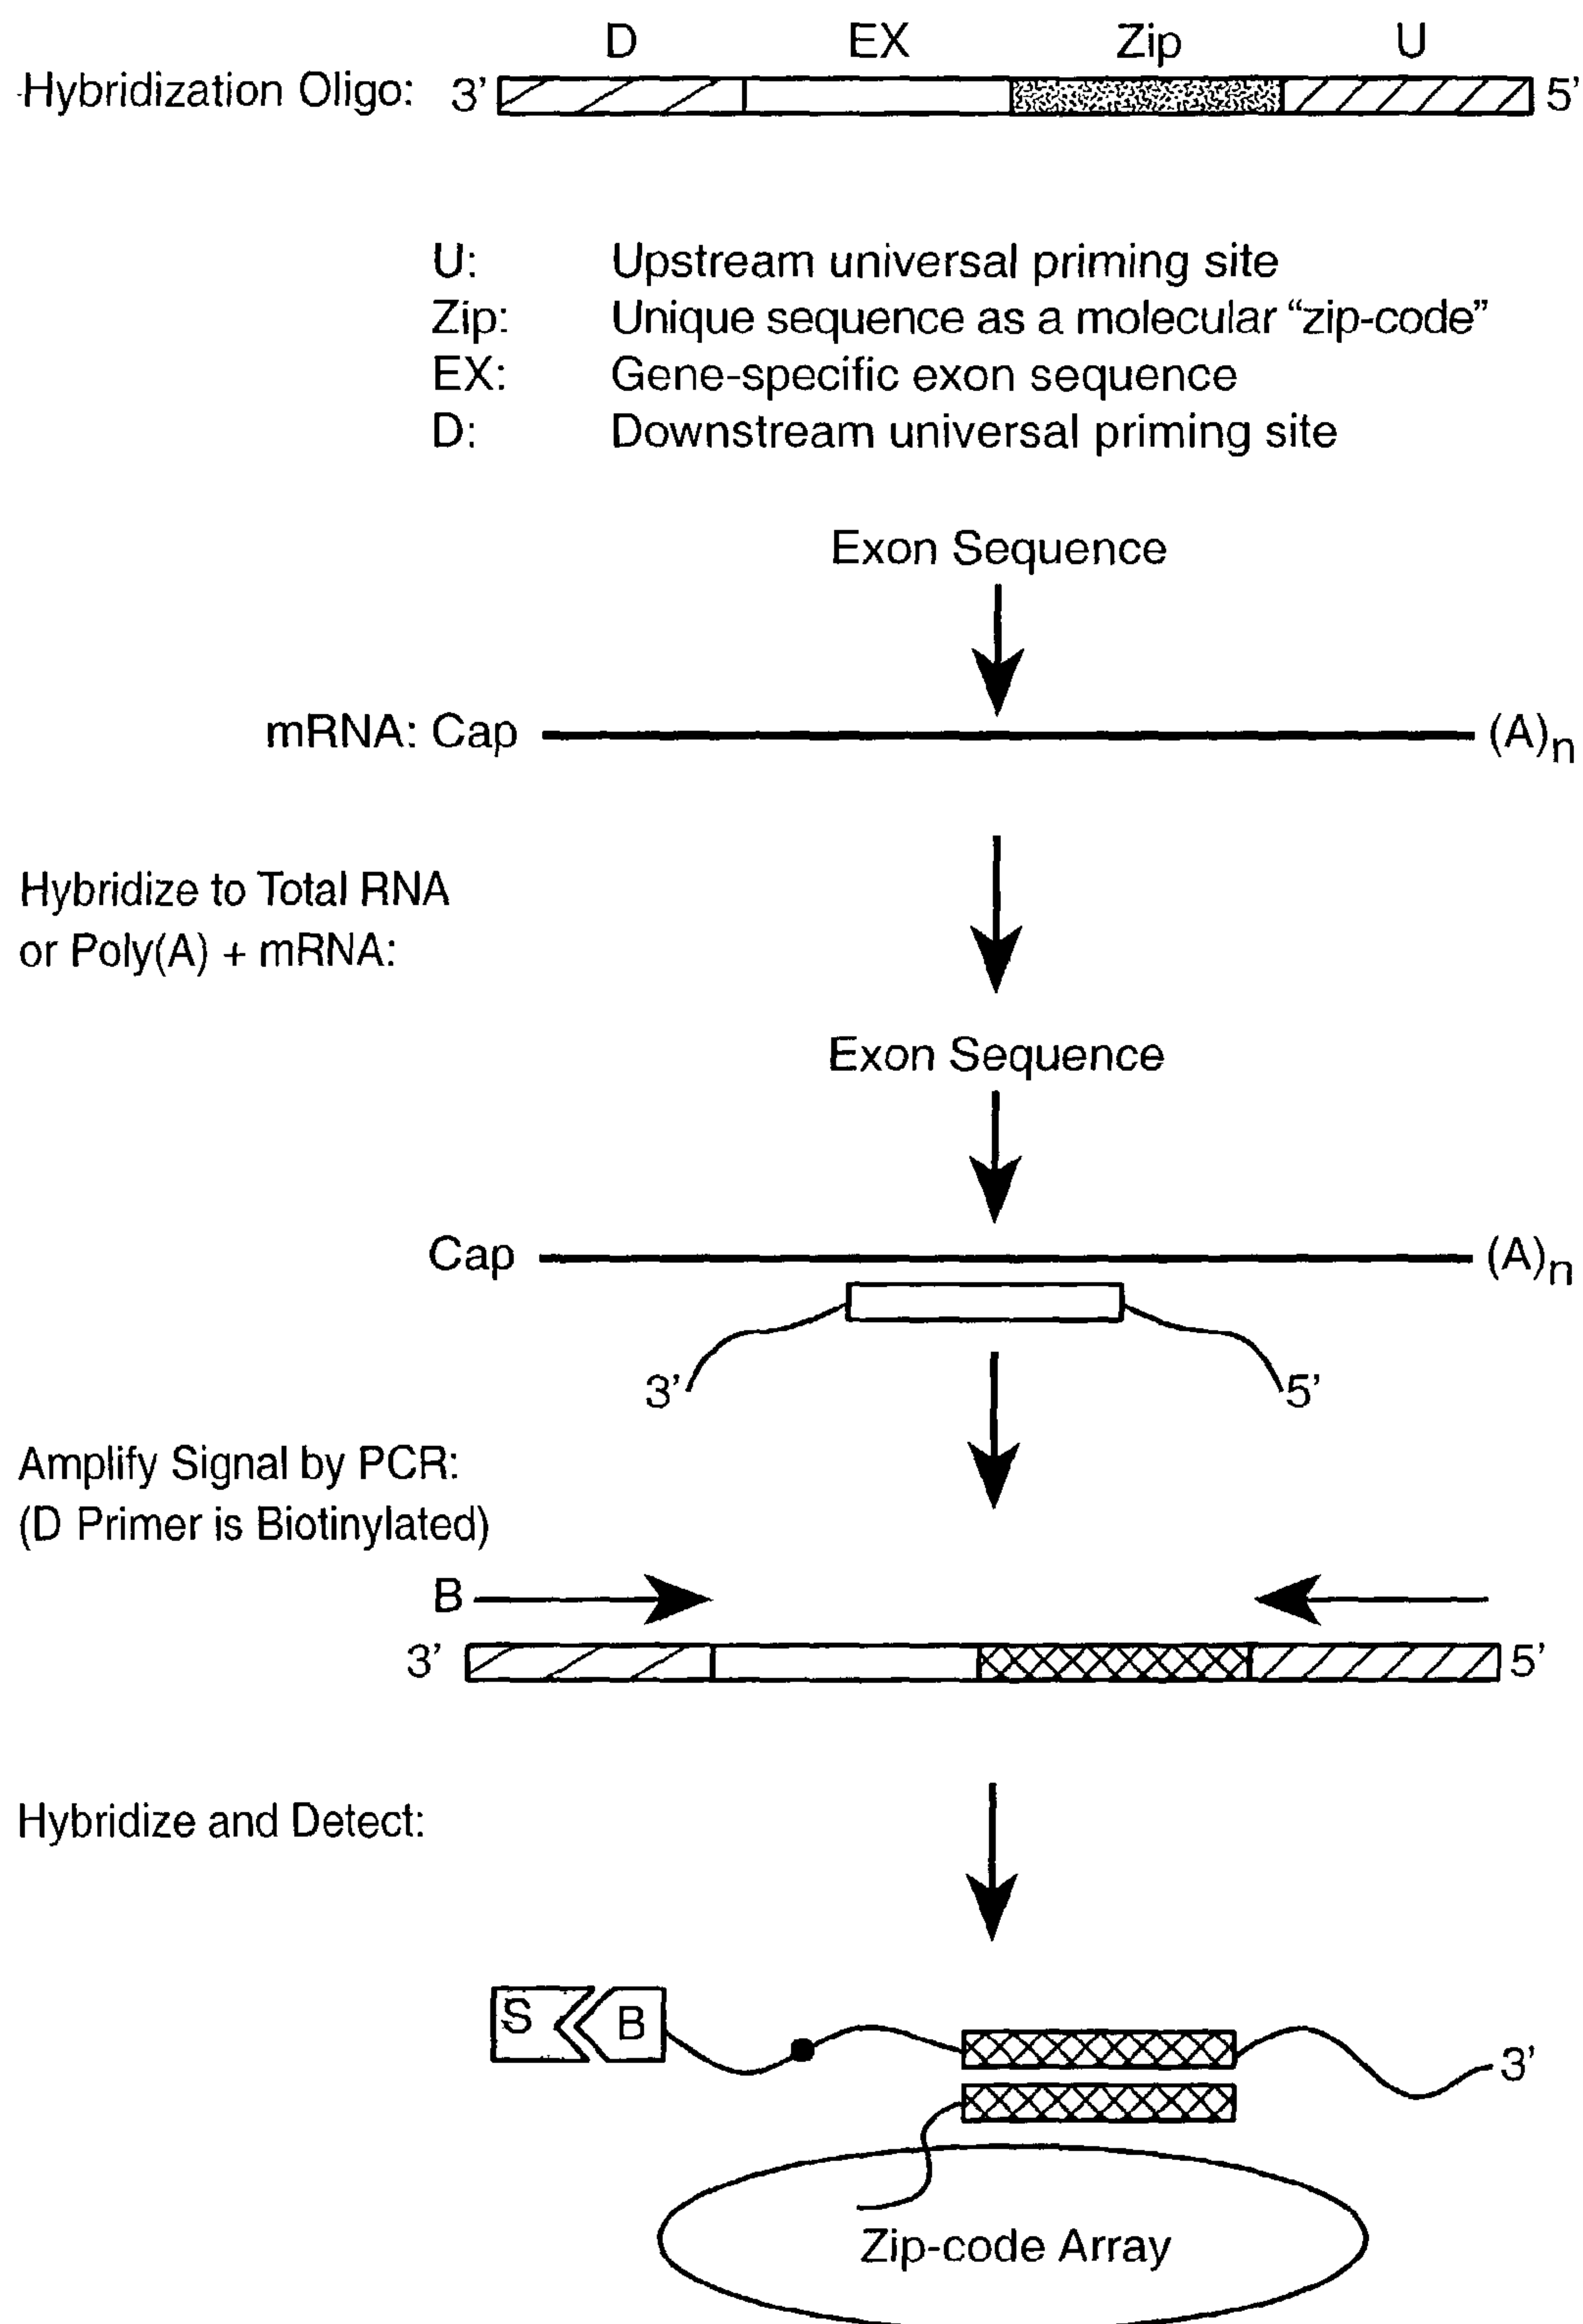 D EX Zip U
Hybridization Oligo: 3’ 5’
U: Upstream universal priming site
Zip: Unique sequence as a molecular “zip-code”
EX: Gene-specific exon sequence
D: Downstream universal priming site
Exon Sequence
mRNA: Cap (A)n
Hybridize to Total RNA
or Poly(A) + mRNA:
Exon Sequence
Cap (A)n
3’ 5’
Amplify Signal by PCR:
(D Primer is Biotinylated)
B
3’ 5’
Hybridize and Detect:
S B
3’
Zip-code Array